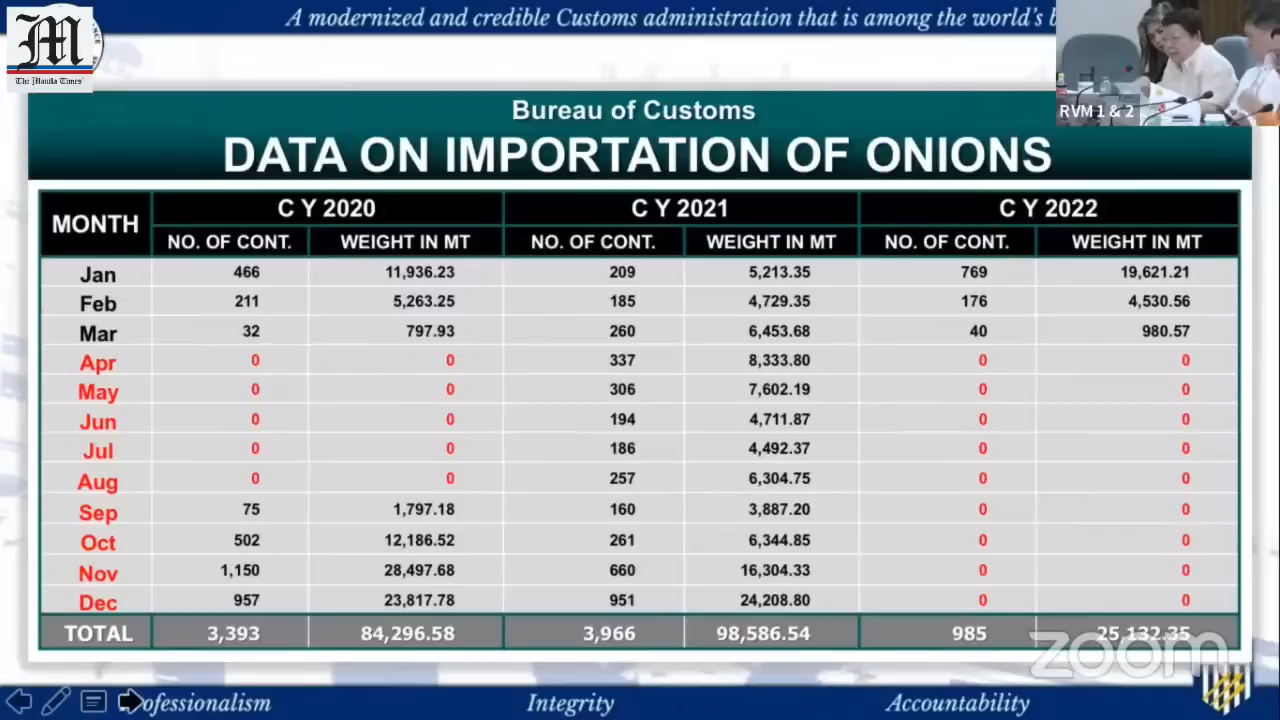 A modernized and credible Customs administration that is among the world's
The Manila Times
RVM 1 & 2
Bureau of Customs
DATA ON IMPORTATION OF ONIONS
MONTH C Y 2020 C Y 2021 C Y 2022
NO. OF CONT. WEIGHT IN MT NO. OF CONT. WEIGHT IN MT NO. OF CONT. WEIGHT IN MT
Jan 466 11,936.23 209 5,213.35 769 19,621.21
Feb 211 5,263.25 185 4,729.35 176 4,530.56
Mar 32 797.93 260 6,453.68 40 980.57
Apr 0 0 337 8,333.80 0 0
May 0 0 306 7,602.19 0 0
Jun 0 0 194 4,711.87 0 0
Jul 0 0 186 4,492.37 0 0
Aug 0 0 257 6,304.75 0 0
Sep 75 1,797.18 160 3,887.20 0 0
Oct 502 12,186.52 261 6,344.85 0 0
Nov 1,150 28,497.68 660 16,304.33 0 0
Dec 957 23,817.78 951 24,208.80 0 0
TOTAL 3,393 84,296.58 3,966 98,586.54 985 25,132.35
zoom
ofessionalism Integrity Accountability